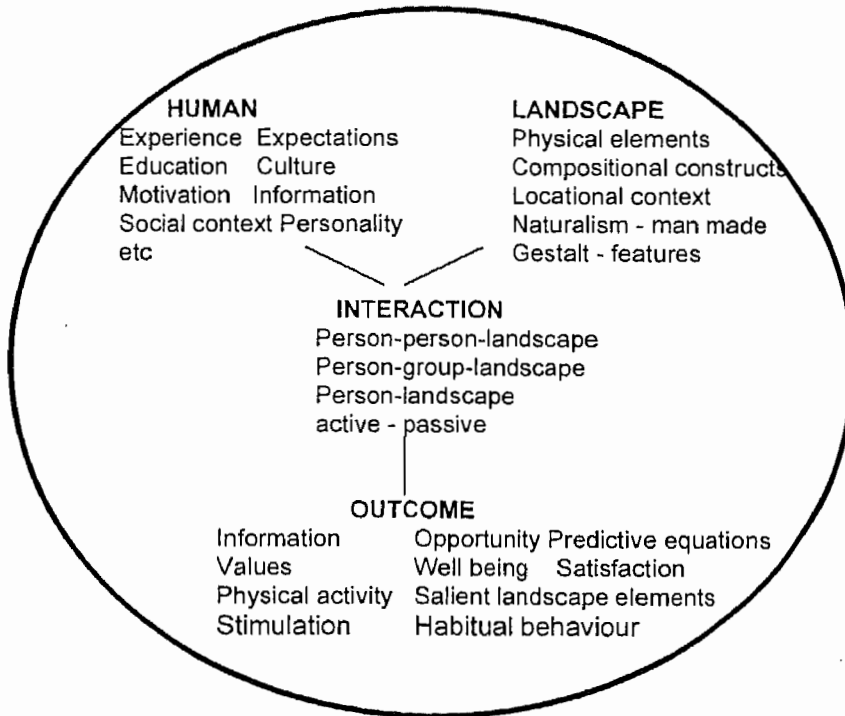 HUMAN
Experience Expectations
Education Culture
Motivation Information
Social context Personality
etc
LANDSCAPE
Physical elements
Compositional constructs
Locational context
Naturalism - man made
Gestalt - features
INTERACTION
Person-person-landscape
Person-group-landscape
Person-landscape
active - passive
OUTCOME
Information Opportunity Predictive equations
Values Well being Satisfaction
Physical activity Salient landscape elements
Stimulation Habitual behaviour